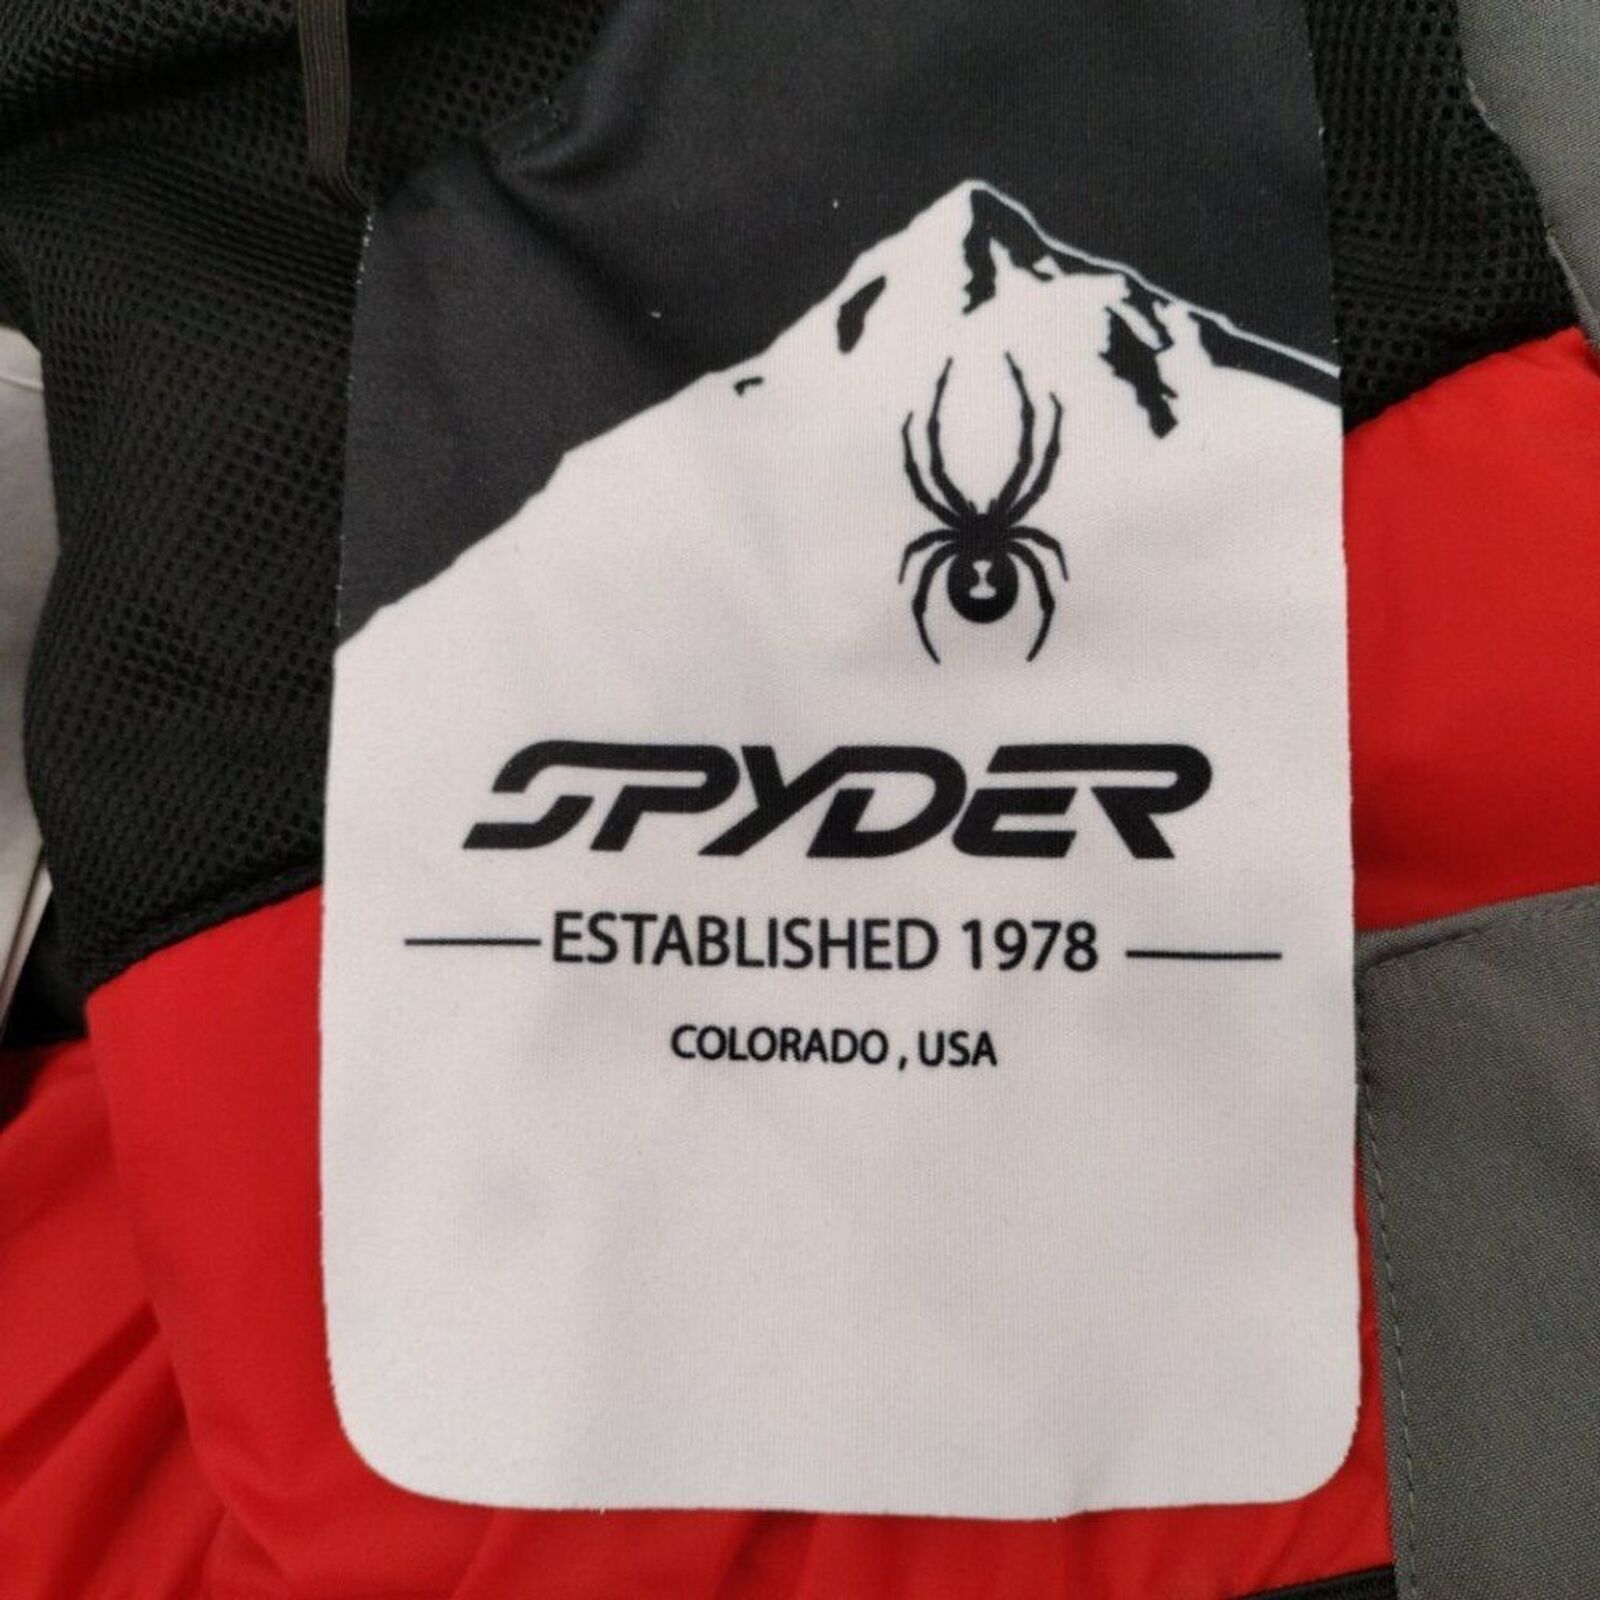 SPYDER
ESTABLISHED 1978
COLORADO , USA